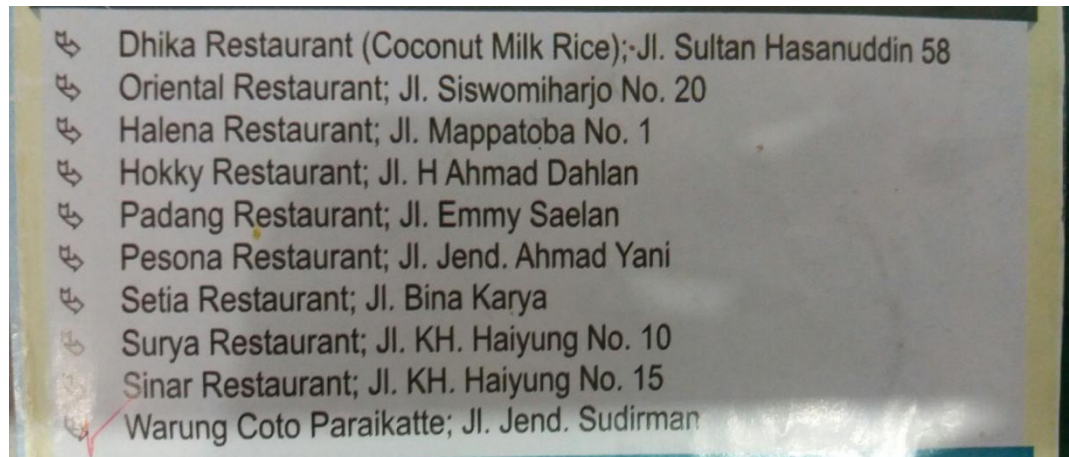 Dhika Restaurant (Coconut Milk Rice); Jl. Sultan Hasanuddin 58
Oriental Restaurant; Jl. Siswomiharjo No. 20
Halena Restaurant; Jl. Mappatoba No. 1
Hokky Restaurant; Jl. H Ahmad Dahlan
Padang Restaurant; Jl. Emmy Saelan
Pesona Restaurant; Jl. Jend. Ahmad Yani
Setia Restaurant; Jl. Bina Karya
Surya Restaurant; Jl. KH. Haiyung No. 10
Sinar Restaurant; Jl. KH. Haiyung No. 15
Warung Coto Paraikatte; Jl. Jend. Sudirman